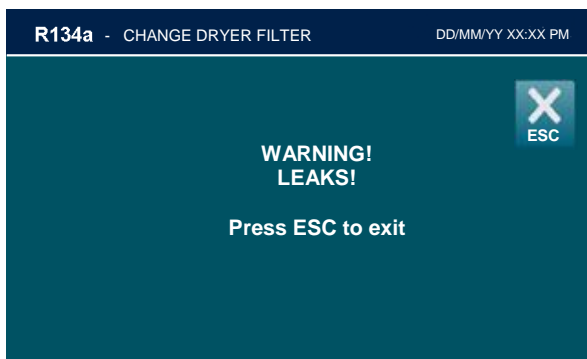 R134a - CHANGE DRYER FILTER DD/MM/YY XX:XX PM
ESC
WARNING!
LEAKS!
Press ESC to exit